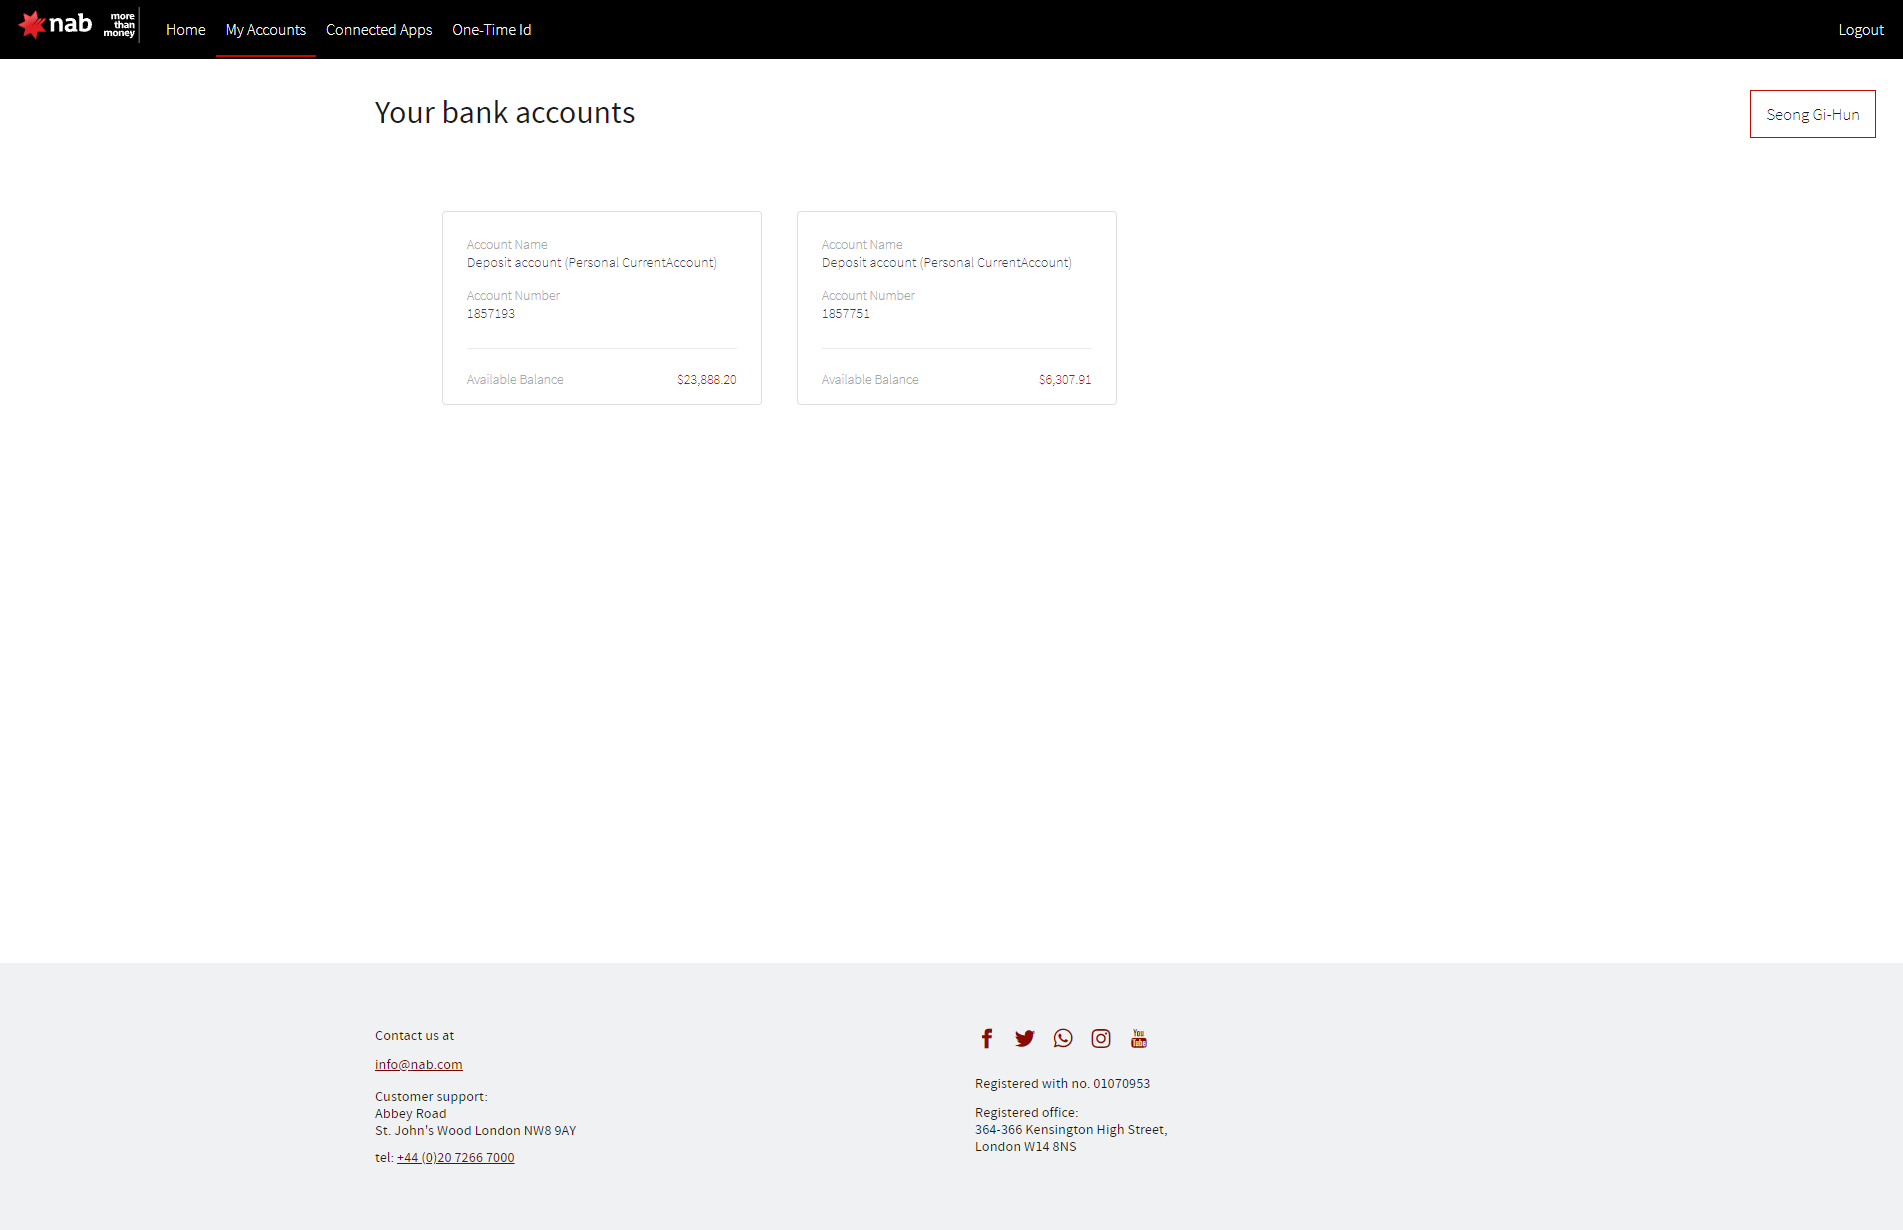 nab
more
than
money
Home My Accounts Connected Apps One-Time Id Logout
Your bank accounts
Seong Gi-Hun
Account Name
Deposit account (Personal CurrentAccount)
Account Number
1857193
Available Balance $23,888.20
Account Name
Deposit account (Personal CurrentAccount)
Account Number
1857751
Available Balance $6,307.91
Contact us at
info@nab.com
Customer support:
Abbey Road
St. John's Wood London NW8 9AY
tel: +44 (0)20 7266 7000
You
Tube
Registered with no. 01070953
Registered office:
364-366 Kensington High Street,
London W14 8NS